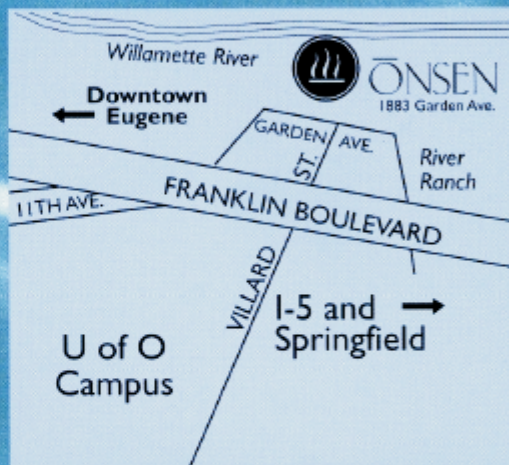 Willamette River
ŌNSEN
1883 Garden Ave.
Downtown
Eugene
GARDEN AVE.
ST.
River
Ranch
FRANKLIN BOULEVARD
11TH AVE.
VILLARD
I-5 and
Springfield
U of O
Campus